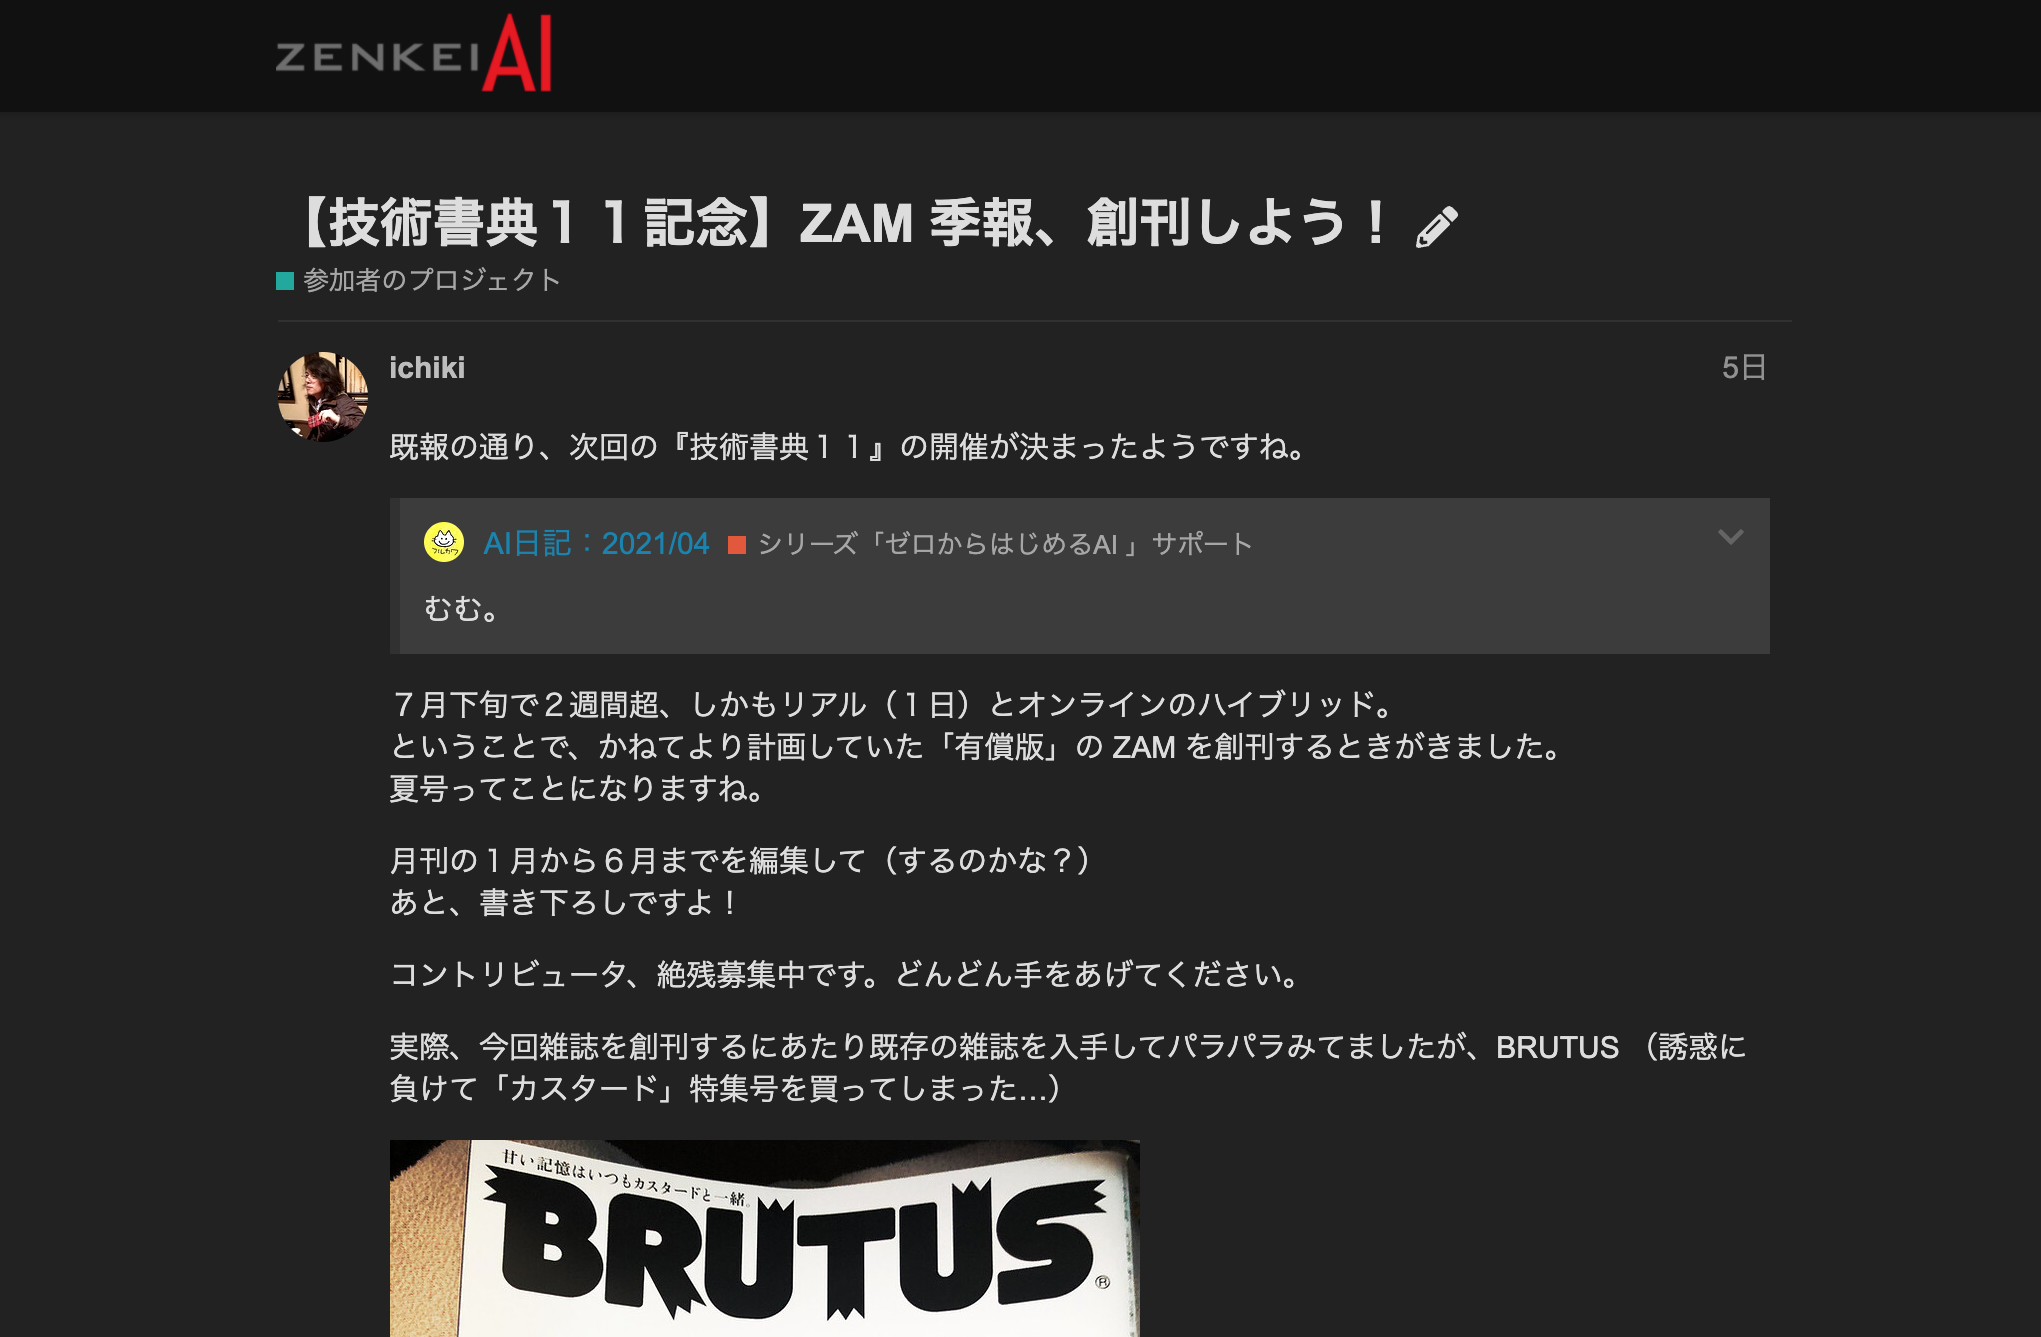 ZENKEIAI
【技術書典１１記念】ZAM 季報、創刊しよう！
参加者のプロジェクト
ichiki
5日
既報の通り、次回の『技術書典１１』の開催が決まったようですね。
マルカワ
AI日記：2021/04 シリーズ「ゼロからはじめるAI 」サポート
むむ。
７月下旬で２週間超、しかもリアル（１日）とオンラインのハイブリッド。
ということで、かねてより計画していた「有償版」の ZAM を創刊するときがきました。
夏号ってことになりますね。
月刊の１月から６月までを編集して（するのかな？）
あと、書き下ろしですよ！
コントリビュータ、絶残募集中です。どんどん手をあげてください。
実際、今回雑誌を創刊するにあたり既存の雑誌を入手してパラパラみてましたが、BRUTUS （誘惑に
負けて「カスタード」特集号を買ってしまった...）
甘い記憶はいつもカスタードと一緒。
BRUTUS®